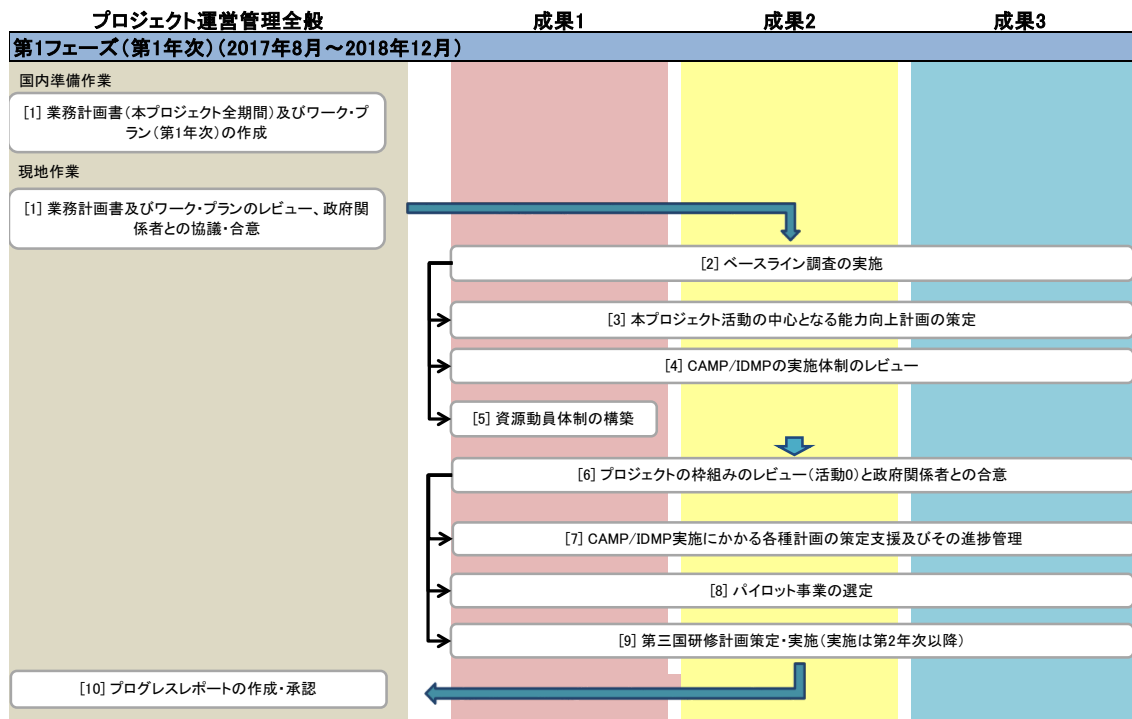 プロジェクト運営管理全般 成果1 成果2 成果3
第1フェーズ(第1年次)(2017年8月～2018年12月)
国内準備作業
[1] 業務計画書(本プロジェクト全期間)及びワーク・プ
ラン(第1年次)の作成
現地作業
[1] 業務計画書及びワーク・プランのレビュー、政府関
係者との協議・合意
[2] ベースライン調査の実施
[3] 本プロジェクト活動の中心となる能力向上計画の策定
[4] CAMP/IDMPの実施体制のレビュー
[5] 資源動員体制の構築
[6] プロジェクトの枠組みのレビュー(活動0)と政府関係者との合意
[7] CAMP/IDMP実施にかかる各種計画の策定支援及びその進捗管理
[8] パイロット事業の選定
[9] 第三国研修計画策定・実施(実施は第2年次以降)
[10] プログレスレポートの作成・承認